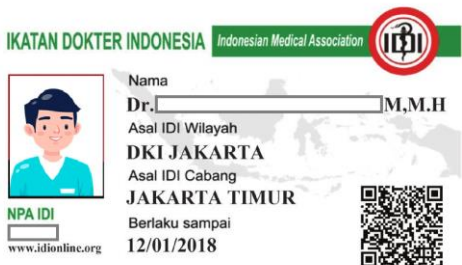 IKATAN DOKTER INDONESIA Indonesian Medical Association IDI
Nama
Dr. M,M.H
Asal IDI Wilayah
DKI JAKARTA
Asal IDI Cabang
JAKARTA TIMUR
NPA IDI
Berlaku sampai
www.idionline.org 12/01/2018